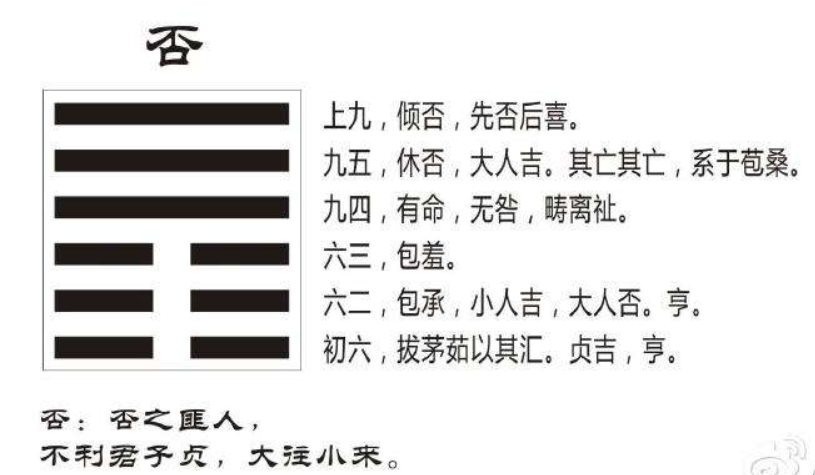 否
上九，倾否，先否后喜。
九五，休否，大人吉。其亡其亡，系于苞桑。
九四，有命，无咎，畴离祉。
六三，包羞。
六二，包承，小人吉，大人否。亨。
初六，拔茅茹以其汇。贞吉，亨。
否：否之匪人，
不利君子贞，大往小来。